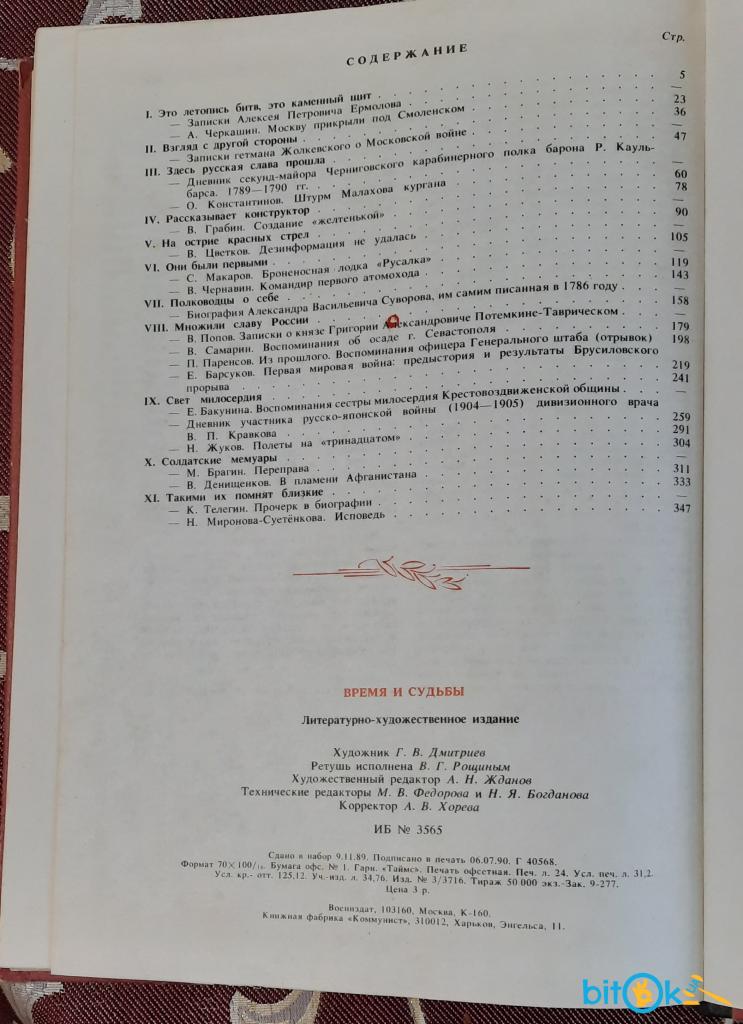 СОДЕРЖАНИЕ
Стр.
I. Это летопись битв, это каменный щит . . . 5
— Записки Алексея Петровича Ермолова . . . —
— А. Черкашин. Москву прикрыли под Смоленском . . . 23
II. Взгляд с другой стороны . . . 36
— Записки гетмана Жолкевского о Московской войне . . . —
III. Здесь русская слава прошла . . . 47
— Дневник секунд-майора Черниговского карабинерного полка барона Р. Кауль-
барса. 1789—1790 гг. . . . —
— О. Константинов. Штурм Малахова кургана . . . 60
IV. Рассказывает конструктор . . . 78
— В. Грабин. Создание «желтенькой» . . . —
V. На острие красных стрел . . . 90
— В. Цветков. Дезинформация не удалась . . . —
VI. Они были первыми . . . 105
— С. Макаров. Броненосная лодка «Русалка» . . . —
— В. Чернавин. Командир первого атомохода . . . 119
VII. Полководцы о себе . . . 143
— Биография Александра Васильевича Суворова, им самим писанная в 1786 году . . . —
VIII. Множили славу России . . . 158
— В. Попов. Записки о князе Григории Александровиче Потемкине-Таврическом . . . —
— В. Самарин. Воспоминания об осаде г. Севастополя . . . 179
— П. Паренсов. Из прошлого. Воспоминания офицера Генерального штаба (отрывок) 198
— Е. Барсуков. Первая мировая война: предыстория и результаты Брусиловского
прорыва . . . 219
IX. Свет милосердия . . . 241
— Е. Бакунина. Воспоминания сестры милосердия Крестовоздвиженской общины . . . —
— Дневник участника русско-японской войны (1904—1905) дивизионного врача
В. П. Кравкова . . . 259
— Н. Жуков. Полеты на «тринадцатом» . . . 291
X. Солдатские мемуары . . . 304
— М. Брагин. Переправа . . . —
— В. Денищенков. В пламени Афганистана . . . 311
XI. Такими их помнят близкие . . . 333
— К. Телегин. Прочерк в биографии . . . —
— Н. Миронова-Суетёнкова. Исповедь . . . 347
ВРЕМЯ И СУДЬБЫ
Литературно-художественное издание
Художник Г. В. Дмитриев
Ретушь исполнена В. Г. Рощиным
Художественный редактор А. Н. Жданов
Технические редакторы М. В. Федорова и Н. Я. Богданова
Корректор А. В. Хорева
ИБ № 3565
Сдано в набор 9.11.89. Подписано в печать 06.07.90. Г 40568.
Формат 70×100/16. Бумага офс. № 1. Гарн. «Таймс». Печать офсетная. Печ. л. 24. Усл. печ. л. 31,2.
Усл. кр.- отт. 125,12. Уч.-изд. л. 34,76. Изд. № 3/3716. Тираж 50 000 экз.-Зак. 9-277.
Цена 3 р.
Воениздат, 103160, Москва, К-160.
Книжная фабрика «Коммунист», 310012, Харьков, Энгельса, 11.
bitok